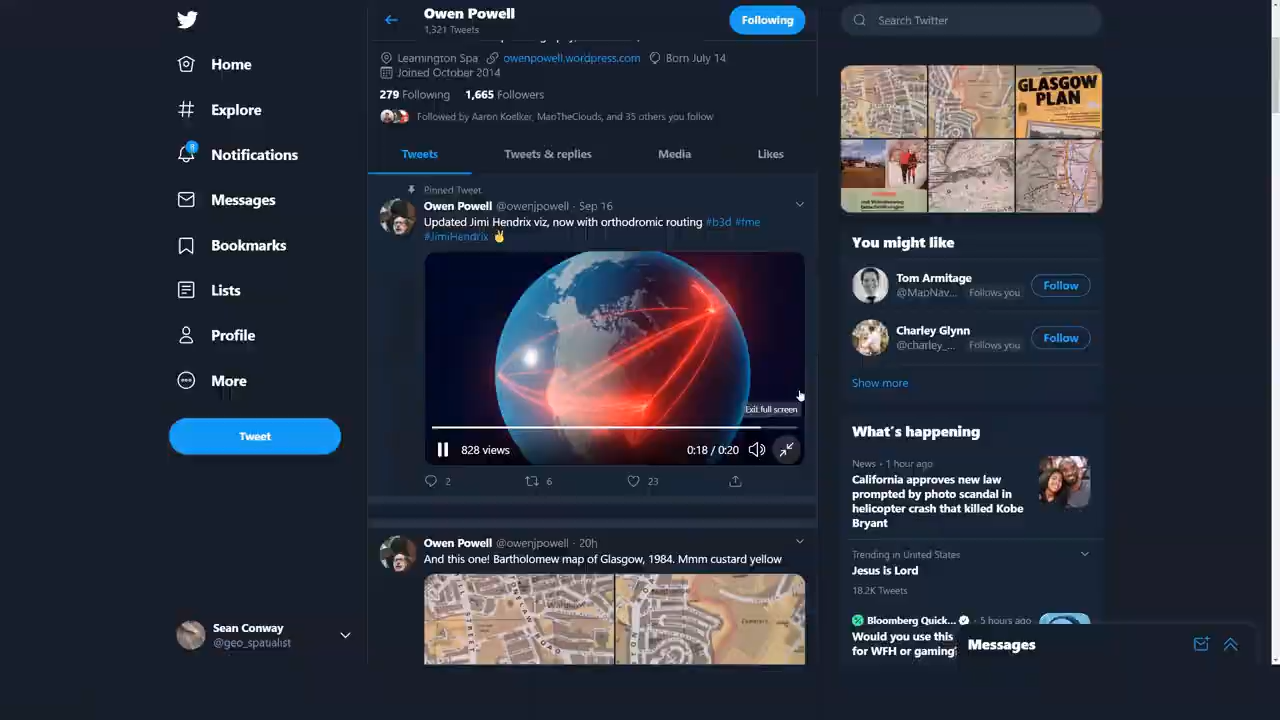 Home
Explore
8
Notifications
Messages
Bookmarks
Lists
Profile
More
Tweet
Sean Conway
@geo_spatialist
Owen Powell
1,321 Tweets
Following
Leamington Spa owenpowell.wordpress.com Born July 14
Joined October 2014
279 Following 1,665 Followers
Followed by Aaron Koelker, MapTheClouds, and 35 others you follow
Tweets Tweets & replies Media Likes
Pinned Tweet
Owen Powell @owenjpowell · Sep 16
Updated Jimi Hendrix viz, now with orthodromic routing #b3d #fme
#JimiHendrix ✌
Exit full screen
828 views 0:18 / 0:20
2 6 23
Owen Powell @owenjpowell · 20h
And this one! Bartholomew map of Glasgow, 1984. Mmm custard yellow
Search Twitter
GLASGOW
PLAN
You might like
Tom Armitage
@MapNav... Follows you
Follow
Charley Glynn
@charley_... Follows you
Follow
Show more
What's happening
News · 1 hour ago
California approves new law
prompted by photo scandal in
helicopter crash that killed Kobe
Bryant
Trending in United States
Jesus is Lord
18.2K Tweets
Bloomberg Quick... · 5 hours ago
Would you use this
for WFH or gaming?
Messages